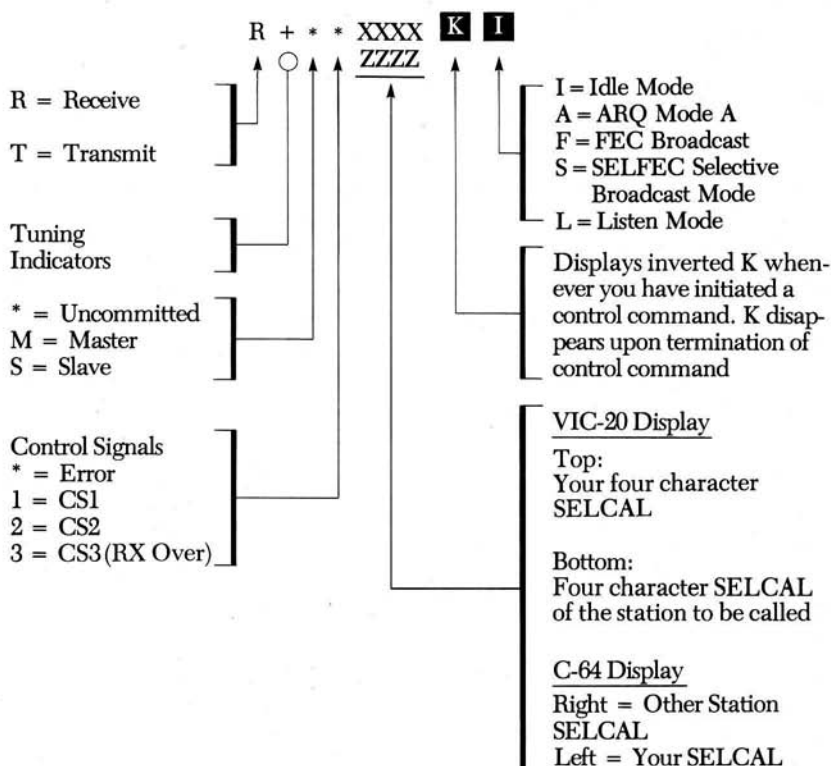 R + * * XXXX K I
ZZZZ
R = Receive
T = Transmit
Tuning
Indicators
* = Uncommitted
M = Master
S = Slave
Control Signals
* = Error
1 = CS1
2 = CS2
3 = CS3(RX Over)
I = Idle Mode
A = ARQ Mode A
F = FEC Broadcast
S = SELFEC Selective
Broadcast Mode
L = Listen Mode
Displays inverted K when-
ever you have initiated a
control command. K disap-
pears upon termination of
control command
VIC-20 Display
Top:
Your four character
SELCAL
Bottom:
Four character SELCAL
of the station to be called
C-64 Display
Right = Other Station
SELCAL
Left = Your SELCAL